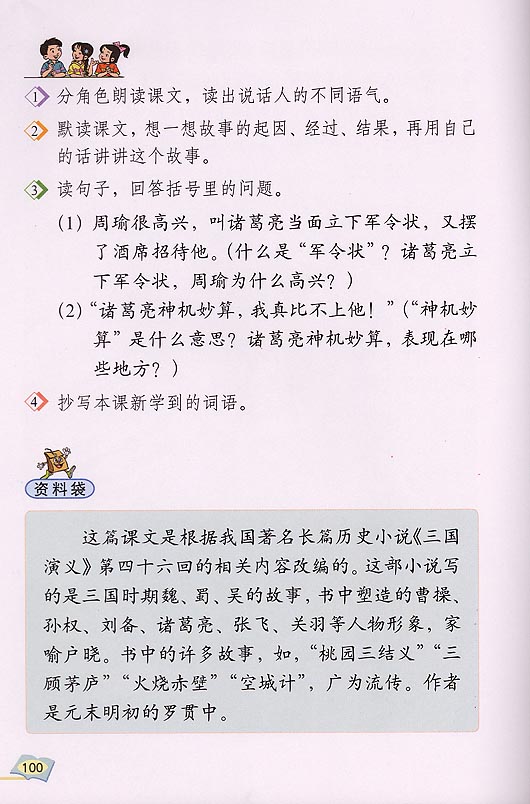 1 分角色朗读课文，读出说话人的不同语气。
2 默读课文，想一想故事的起因、经过、结果，再用自己
的话讲讲这个故事。
3 读句子，回答括号里的问题。
（1）周瑜很高兴，叫诸葛亮当面立下军令状，又摆
了酒席招待他。（什么是“军令状”？诸葛亮立
下军令状，周瑜为什么高兴？）
（2）“诸葛亮神机妙算，我真比不上他！”（“神机妙
算”是什么意思？诸葛亮神机妙算，表现在哪
些地方？）
4 抄写本课新学到的词语。
资料袋
这篇课文是根据我国著名长篇历史小说《三国
演义》第四十六回的相关内容改编的。这部小说写
的是三国时期魏、蜀、吴的故事，书中塑造的曹操、
孙权、刘备、诸葛亮、张飞、关羽等人物形象，家
喻户晓。书中的许多故事，如，“桃园三结义”“三
顾茅庐”“火烧赤壁”“空城计”，广为流传。作者
是元末明初的罗贯中。
100